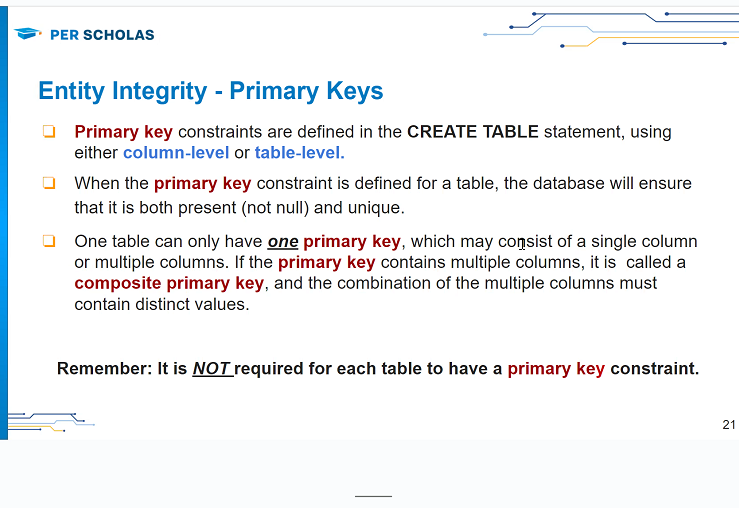 PER SCHOLAS
Entity Integrity - Primary Keys
Primary key constraints are defined in the CREATE TABLE statement, using
either column-level or table-level.
When the primary key constraint is defined for a table, the database will ensure
that it is both present (not null) and unique.
One table can only have one primary key, which may consist of a single column
or multiple columns. If the primary key contains multiple columns, it is called a
composite primary key, and the combination of the multiple columns must
contain distinct values.
Remember: It is NOT required for each table to have a primary key constraint.
21